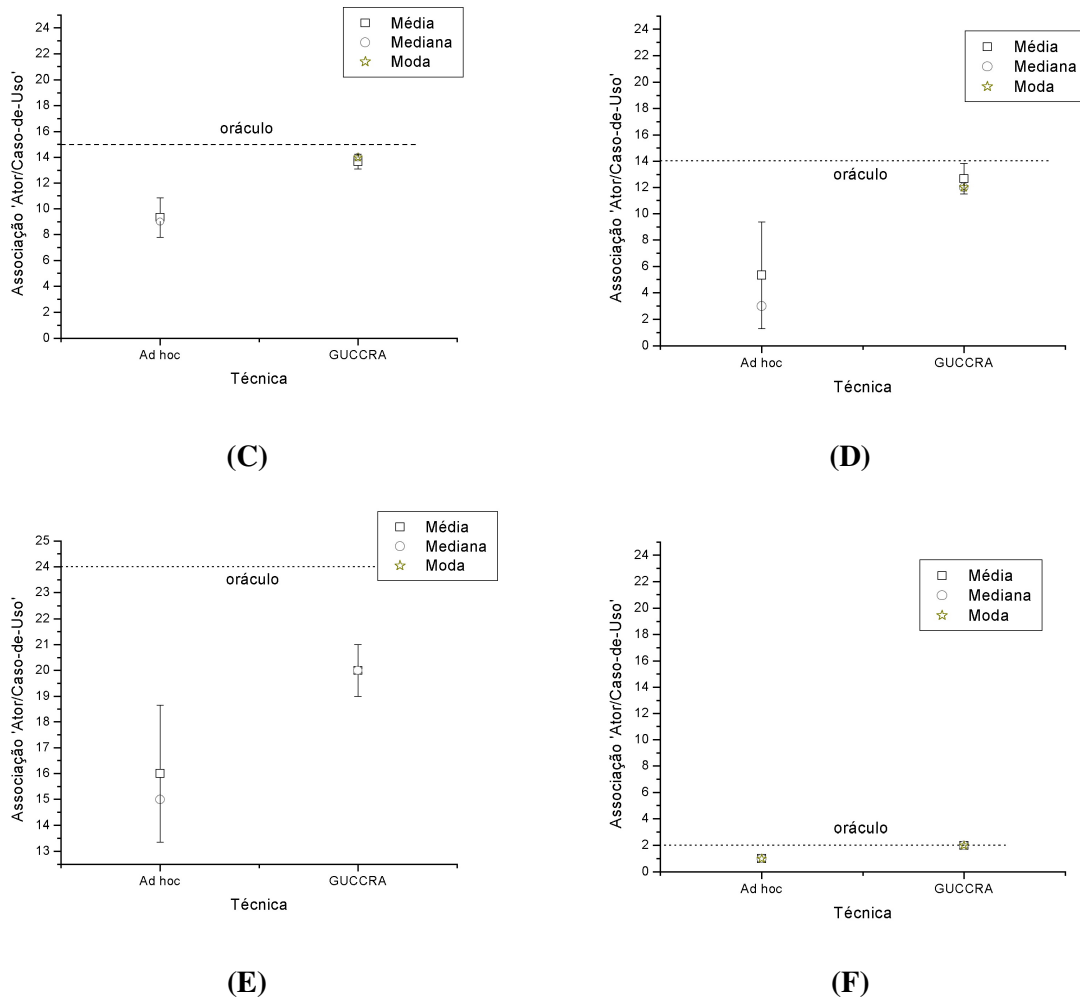 24
22
20
18
16
14
12
10
8
6
4
2
0
Associação 'Ator/Caso-de-Uso'
Média
Mediana
Moda
oráculo
Ad hoc
GUCCRA
Técnica
(C)
24
22
20
18
16
14
12
10
8
6
4
2
0
Associação 'Ator/Caso-de-Uso'
Média
Mediana
Moda
oráculo
Ad hoc
GUCCRA
Técnica
(D)
25
24
23
22
21
20
19
18
17
16
15
14
13
Associação 'Ator/Caso-de-Uso'
Média
Mediana
Moda
oráculo
Ad hoc
GUCCRA
Técnica
(E)
24
22
20
18
16
14
12
10
8
6
4
2
0
Associação 'Ator/Caso-de-Uso'
Média
Mediana
Moda
oráculo
Ad hoc
GUCCRA
Técnica
(F)